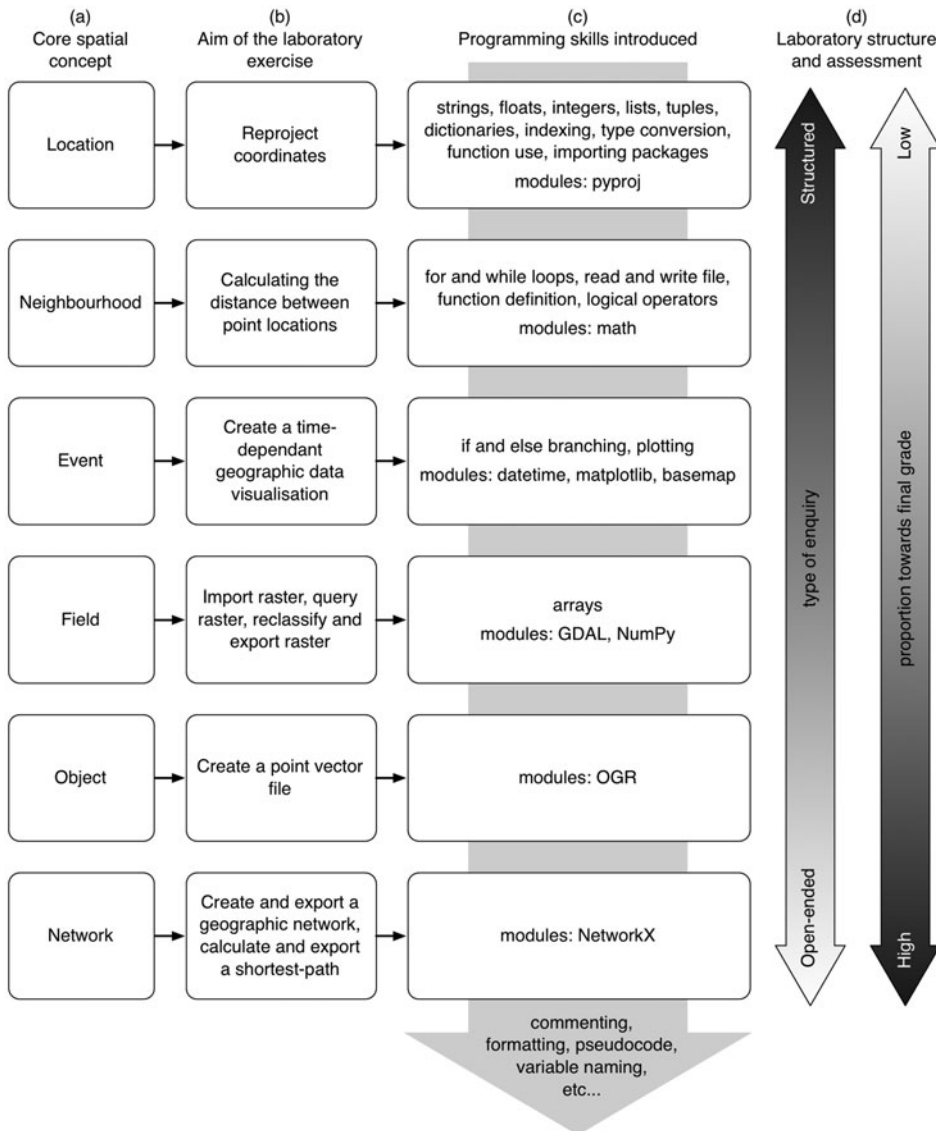 (a)
Core spatial
concept
(b)
Aim of the laboratory
exercise
(c)
Programming skills introduced
(d)
Laboratory structure
and assessment
Location
Reproject
coordinates
strings, floats, integers, lists, tuples,
dictionaries, indexing, type conversion,
function use, importing packages
modules: pyproj
Neighbourhood
Calculating the
distance between
point locations
for and while loops, read and write file,
function definition, logical operators
modules: math
Event
Create a time-
dependant
geographic data
visualisation
if and else branching, plotting
modules: datetime, matplotlib, basemap
Field
Import raster, query
raster, reclassify and
export raster
arrays
modules: GDAL, NumPy
Object
Create a point vector
file
modules: OGR
Network
Create and export a
geographic network,
calculate and export
a shortest-path
modules: NetworkX
commenting,
formatting, pseudocode,
variable naming,
etc...
Structured
type of enquiry
Open-ended
Low
proportion towards final grade
High